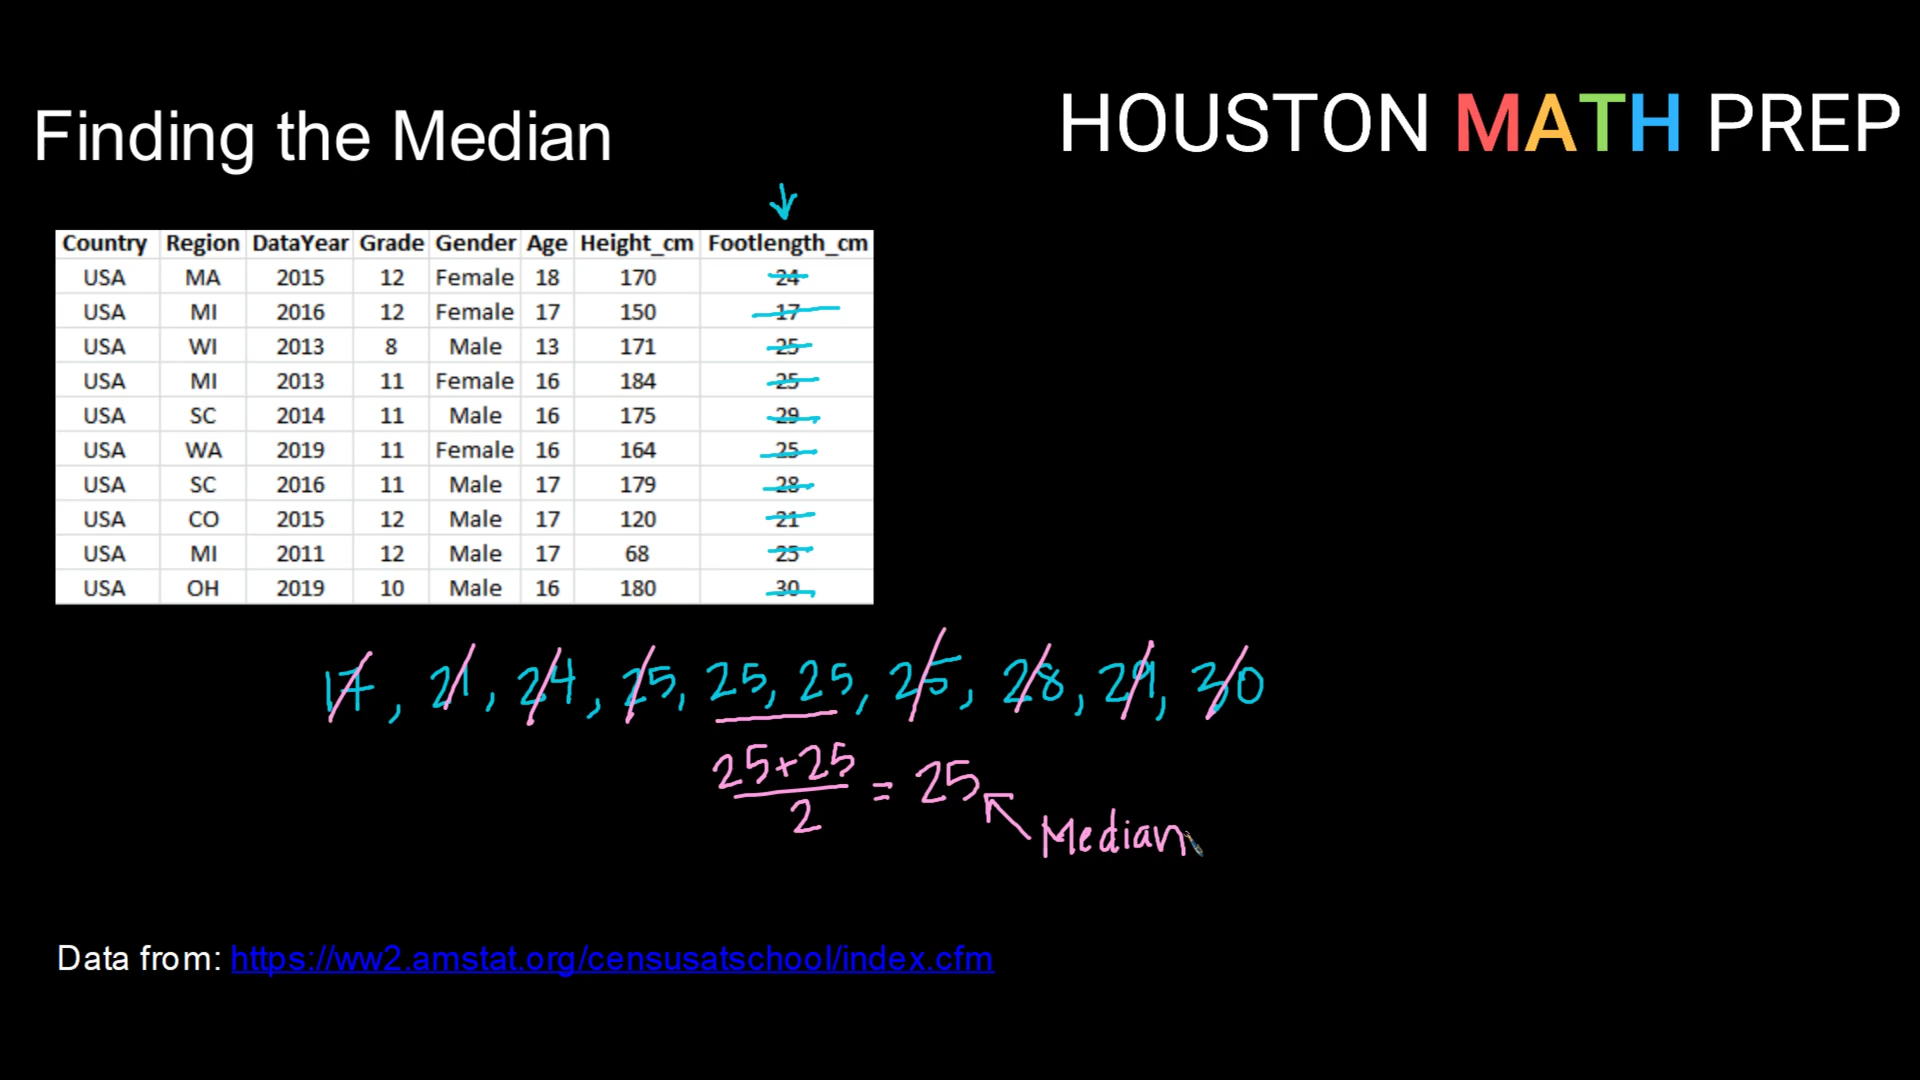 HOUSTON MATH PREP
Finding the Median
Country Region DataYear Grade Gender Age Height_cm Footlength_cm
USA MA 2015 12 Female 18 170 24
USA MI 2016 12 Female 17 150 17
USA WI 2013 8 Male 13 171 25
USA MI 2013 11 Female 16 184 25
USA SC 2014 11 Male 16 175 29
USA WA 2019 11 Female 16 164 25
USA SC 2016 11 Male 17 179 28
USA CO 2015 12 Male 17 120 21
USA MI 2011 12 Male 17 68 25
USA OH 2019 10 Male 16 180 30
17, 21, 24, 25, 25, 25, 25, 28, 29, 30
25+25
2
= 25
Median
Data from: https://ww2.amstat.org/censusatschool/index.cfm